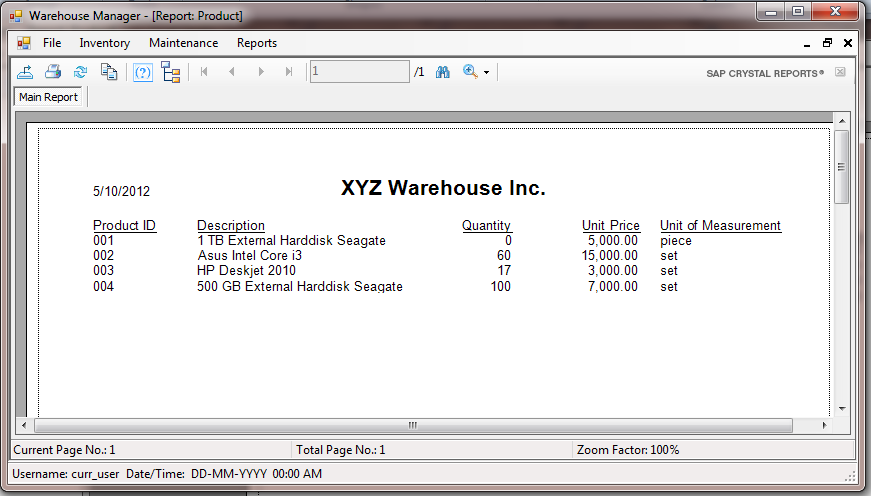 Warehouse Manager - [Report: Product]
File Inventory Maintenance Reports
(?) 1 /1 SAP CRYSTAL REPORTS®
Main Report
5/10/2012 XYZ Warehouse Inc.
Product ID Description Quantity Unit Price Unit of Measurement
001 1 TB External Harddisk Seagate 0 5,000.00 piece
002 Asus Intel Core i3 60 15,000.00 set
003 HP Deskjet 2010 17 3,000.00 set
004 500 GB External Harddisk Seagate 100 7,000.00 set
Current Page No.: 1 Total Page No.: 1 Zoom Factor: 100%
Username: curr_user Date/Time: DD-MM-YYYY 00:00 AM